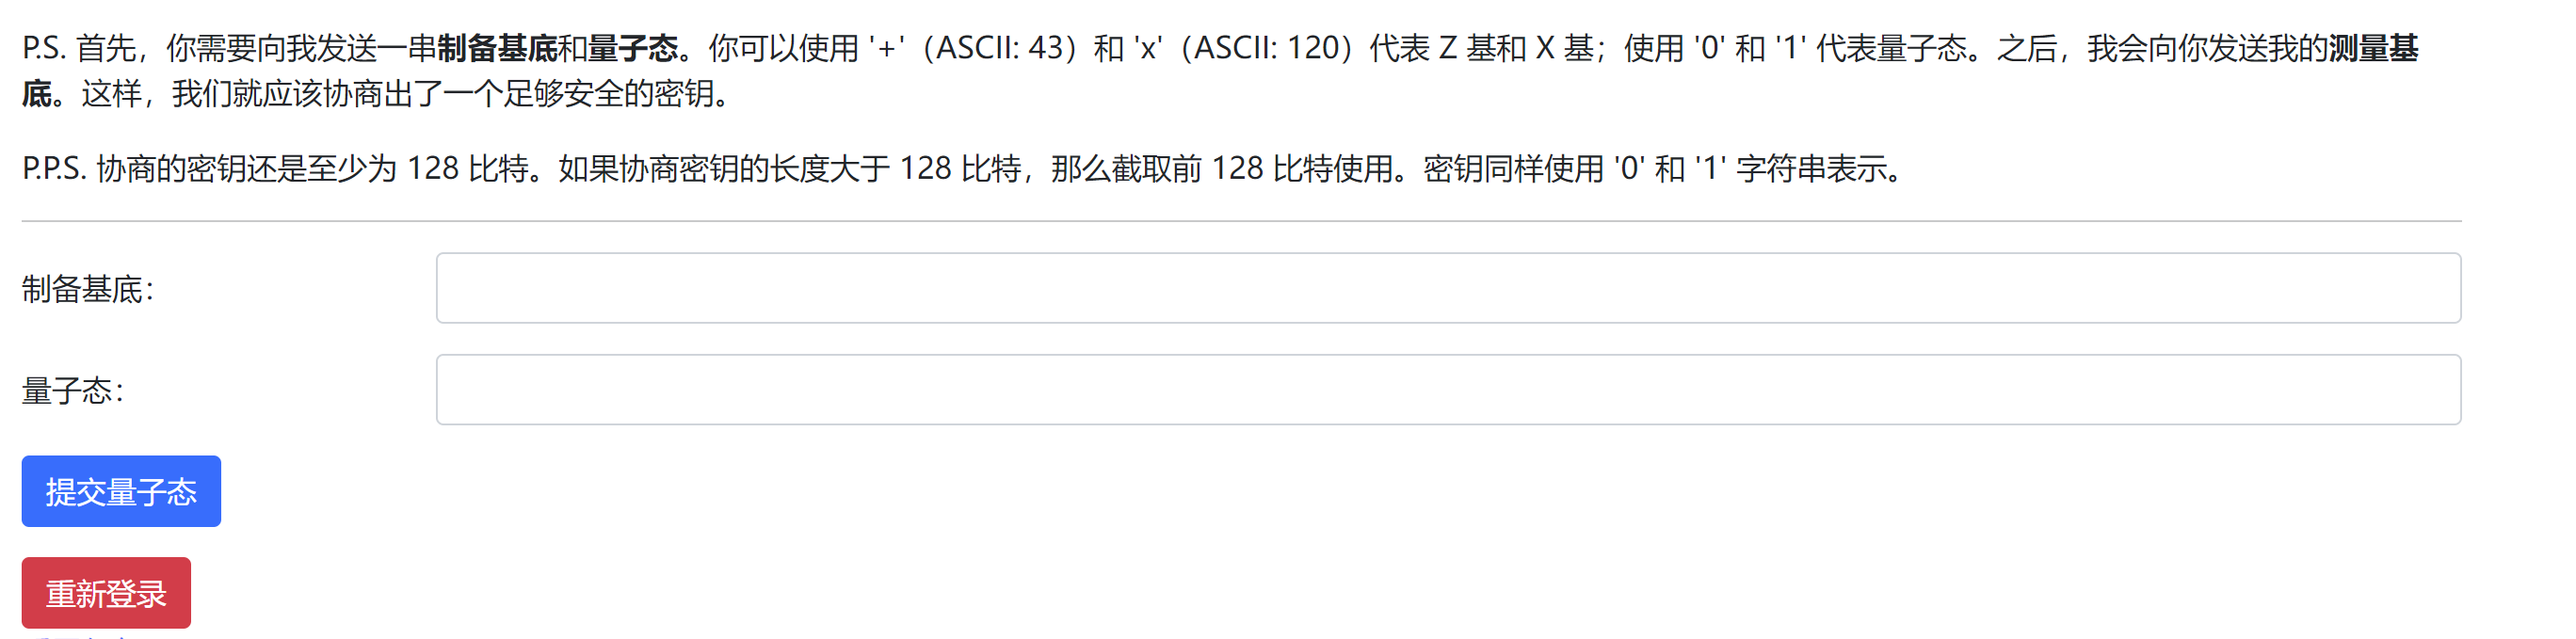 P.S. 首先，你需要向我发送一串制备基底和量子态。你可以使用 '+'（ASCII: 43）和 'x'（ASCII: 120）代表 Z 基和 X 基；使用 '0' 和 '1' 代表量子态。之后，我会向你发送我的测量基
底。这样，我们就应该协商出了一个足够安全的密钥。
P.P.S. 协商的密钥还是至少为 128 比特。如果协商密钥的长度大于 128 比特，那么截取前 128 比特使用。密钥同样使用 '0' 和 '1' 字符串表示。
制备基底：
量子态：
提交量子态
重新登录